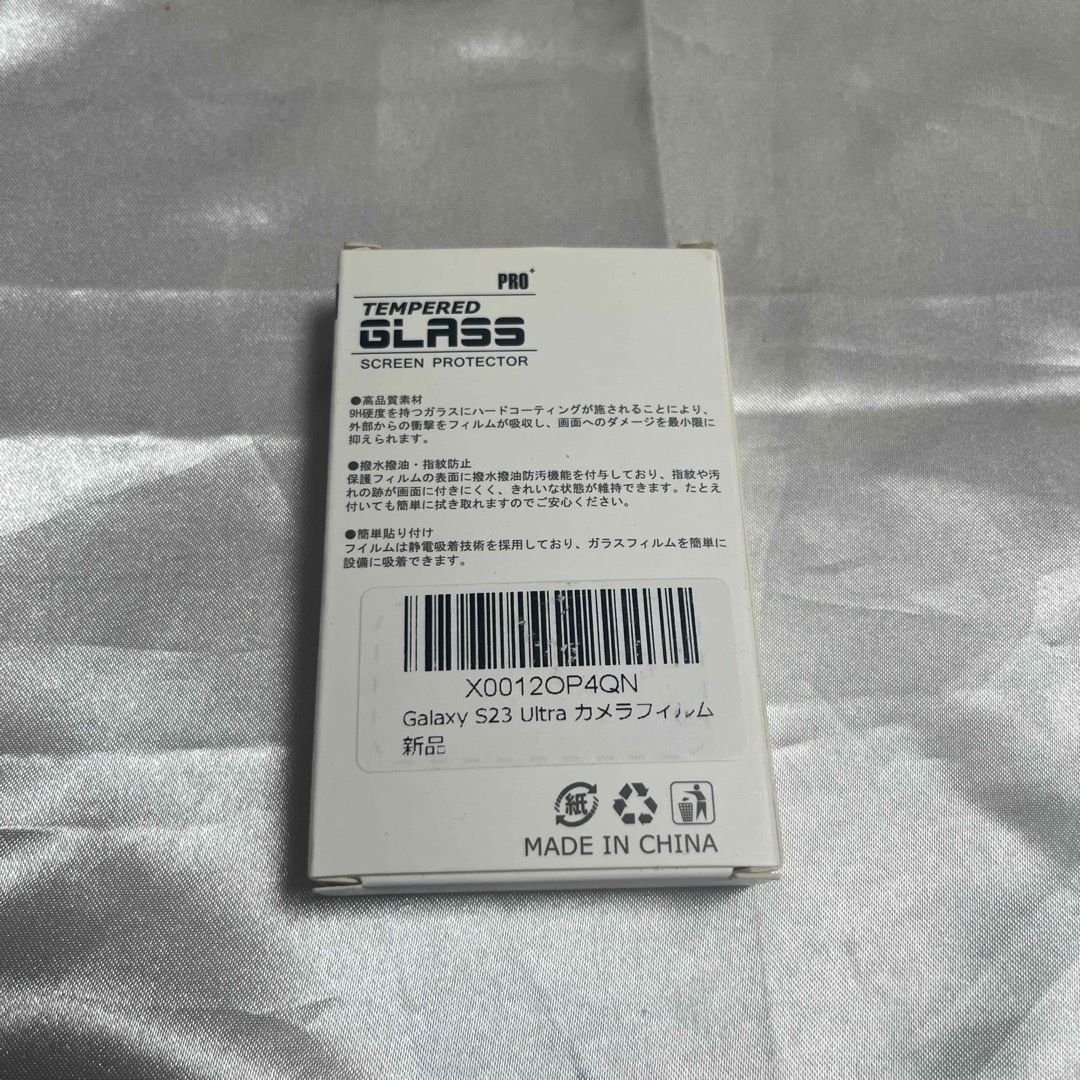 PRO+
TEMPERED
GLASS
SCREEN PROTECTOR
●高品質素材
9H硬度を持つガラスにハードコーティングが施されることにより、
外部からの衝撃をフィルムが吸収し、画面へのダメージを最小限に
抑えられます。
●撥水撥油・指紋防止
保護フィルムの表面に撥水撥油防汚機能を付与しており、指紋や汚
れの跡が画面に付きにくく、きれいな状態が維持できます。たとえ
付いても簡単に拭き取れますのでご安心ください。
●簡単貼り付け
フイルムは静電吸着技術を採用しており、ガラスフィルムを簡単に
設備に吸着できます。
X0012OP4QN
Galaxy S23 Ultra カメラフィルム
新品
紙
MADE IN CHINA